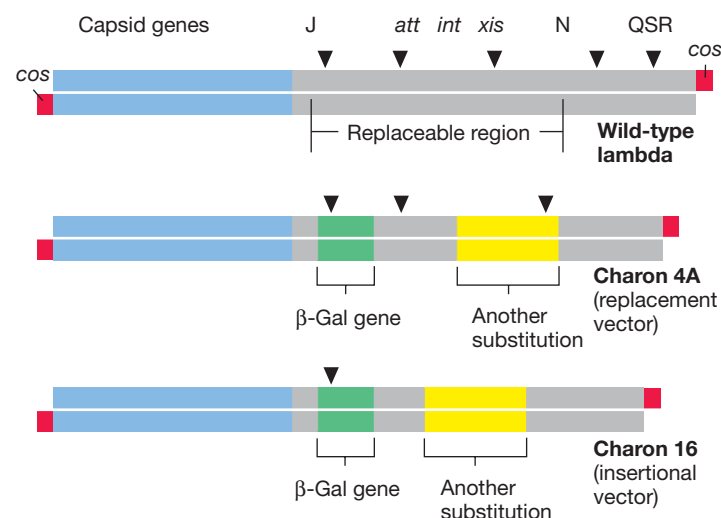 Capsid genes J att int xis N QSR
cos cos
Replaceable region
Wild-type
lambda
β-Gal gene
Another
substitution
Charon 4A
(replacement
vector)
β-Gal gene
Another
substitution
Charon 16
(insertional
vector)